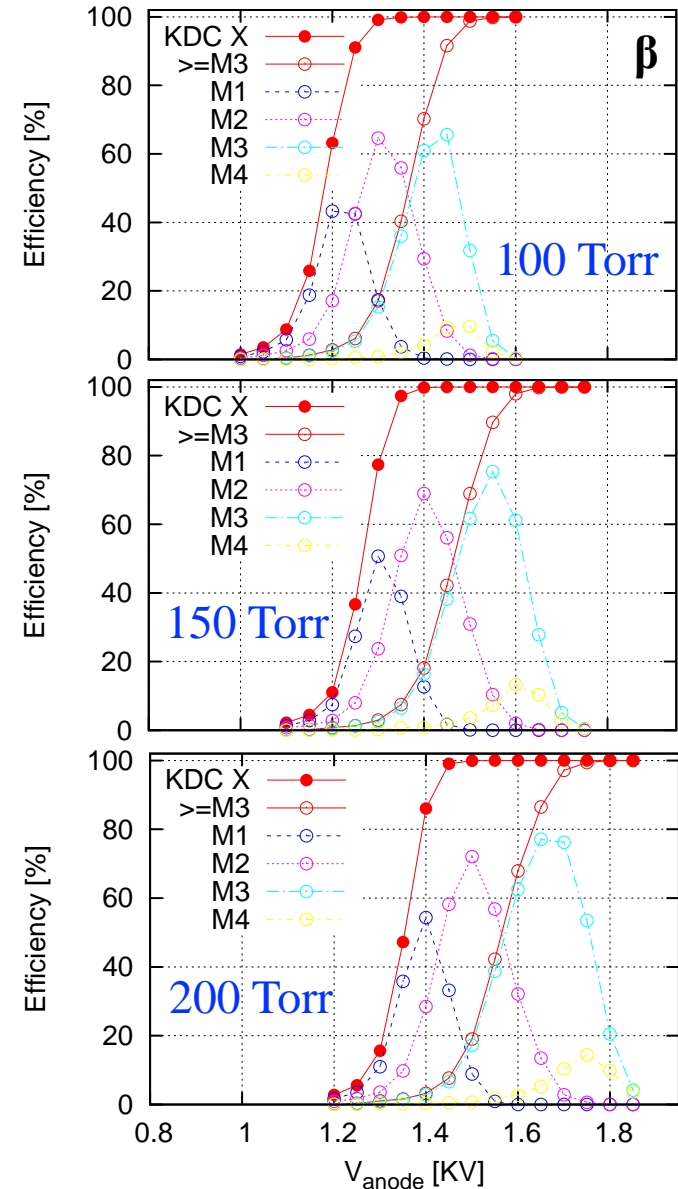 β
Efficiency [%]
100
80
60
40
20
0
KDC X
>=M3
M1
M2
M3
M4
100 Torr
Efficiency [%]
100
80
60
40
20
0
KDC X
>=M3
M1
M2
M3
M4
150 Torr
Efficiency [%]
100
80
60
40
20
0
KDC X
>=M3
M1
M2
M3
M4
200 Torr
0.8 1 1.2 1.4 1.6 1.8
V_anode [KV]